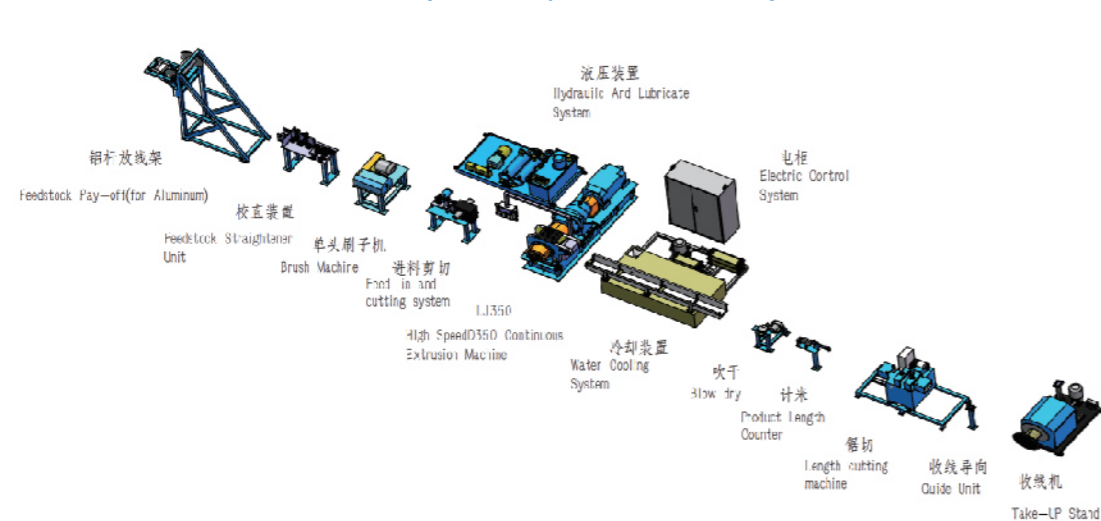 液压装置
Hydraulic And Lubricate
System
铝杆放线架
Feedstock Pay-off(for Aluminum)
电柜
Electric Control
System
校直装置
Feedstock Straightener
Unit
单头刷子机
Brush Machine
进料剪切
Feed in and
cutting system
LJ350
High SpeedD350 Continuous
Extrusion Machine
冷却装置
Water Cooling
System
吹干
Blow dry
计米
Product Length
Counter
锯切
Length cutting
machine
收线导向
Guide Unit
收线机
Take-UP Stand